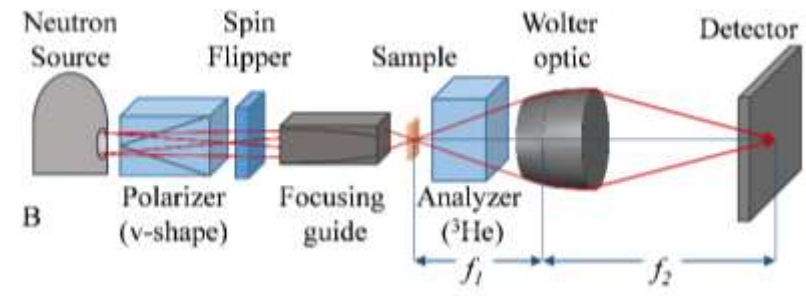 Neutron
Source
Spin
Flipper
Sample
Wolter
optic
Detector
Polarizer
(v-shape)
Focusing
guide
Analyzer
(³He)
B
f₁
f₂